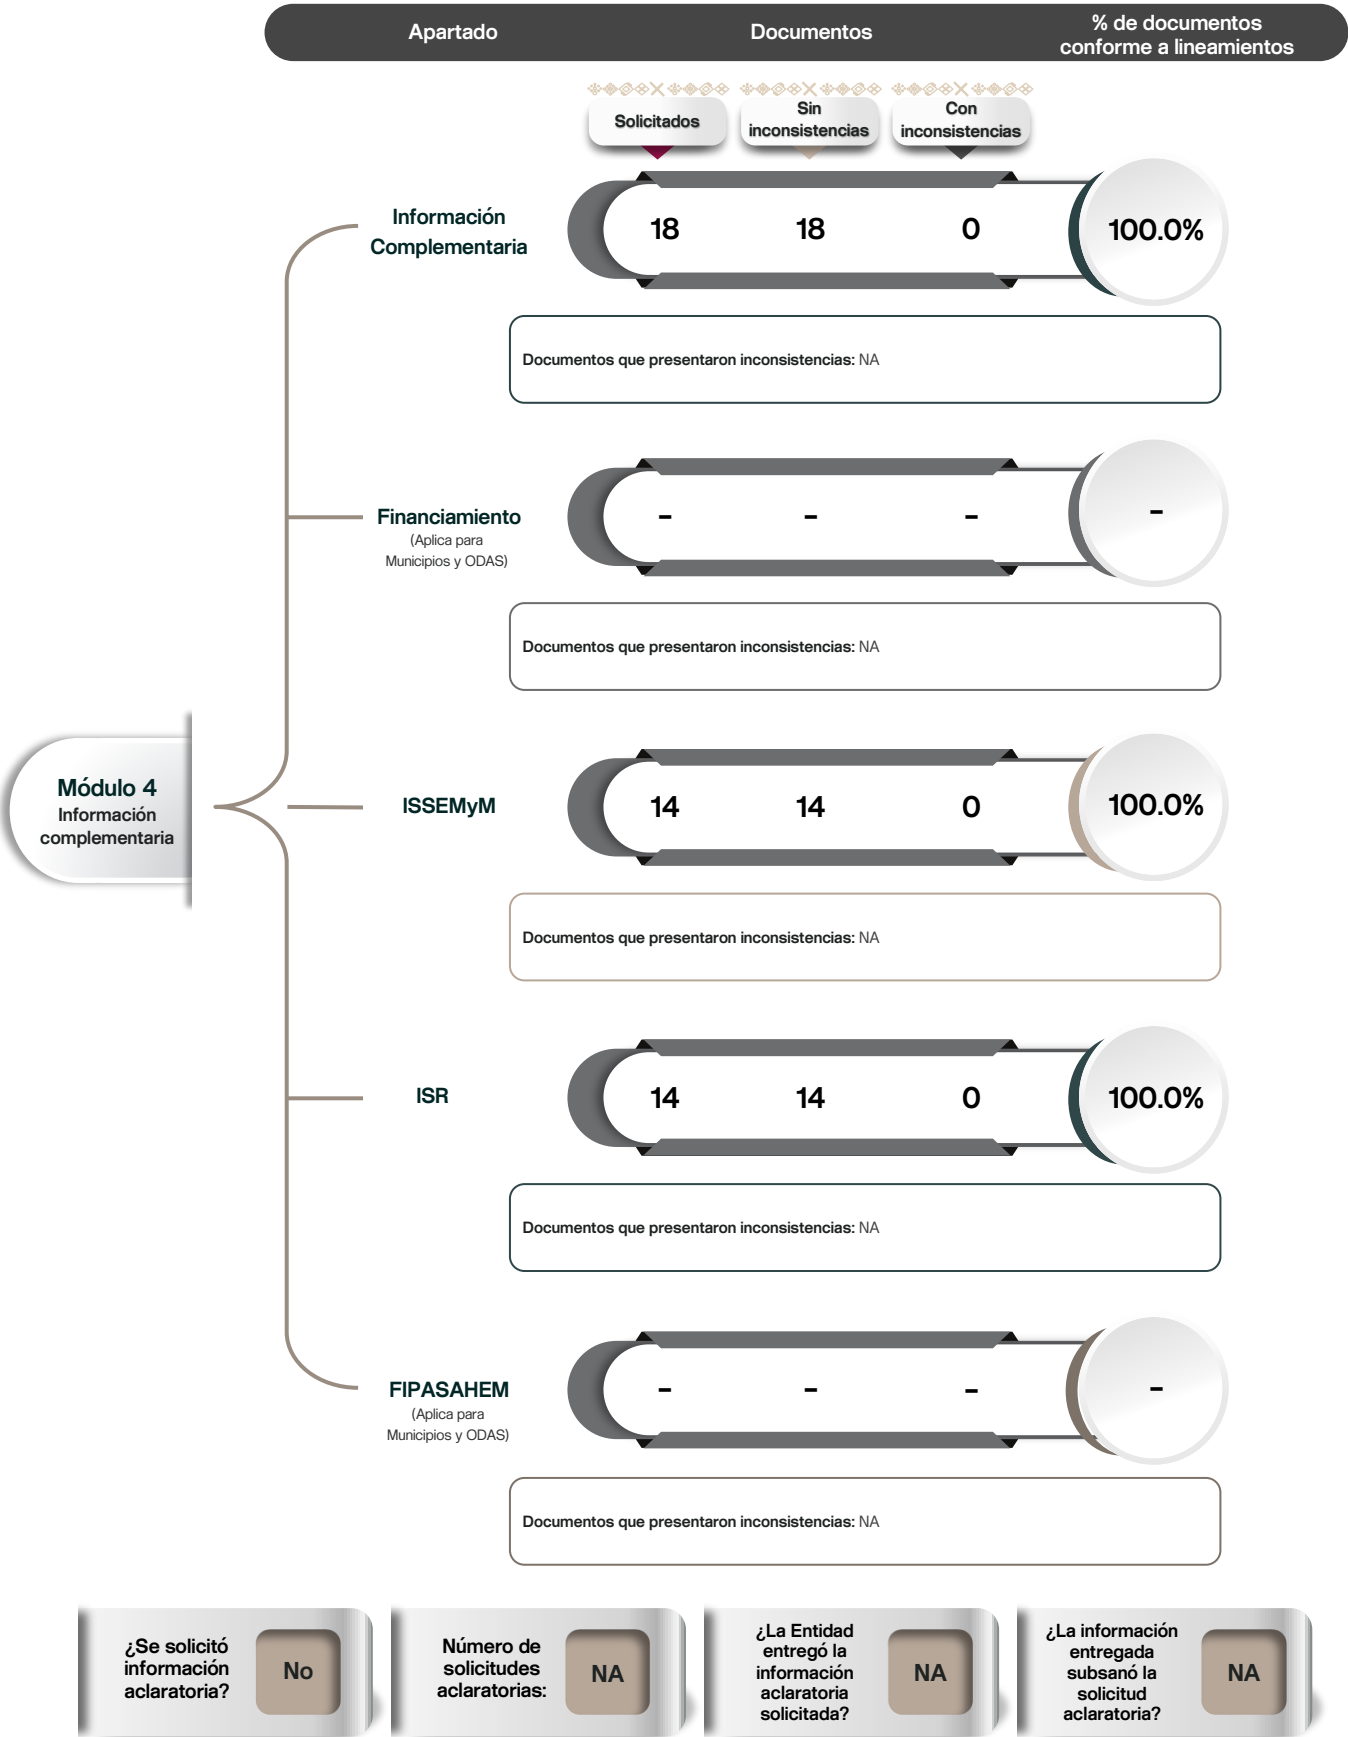 Apartado
Documentos
% de documentos
conforme a lineamientos
Solicitados
Sin
inconsistencias
Con
inconsistencias
Información
Complementaria
18
18
0
100.0%
Documentos que presentaron inconsistencias: NA
Financiamiento
(Aplica para
Municipios y ODAS)
-
-
-
-
Documentos que presentaron inconsistencias: NA
Módulo 4
Información
complementaria
ISSEMyM
14
14
0
100.0%
Documentos que presentaron inconsistencias: NA
ISR
14
14
0
100.0%
Documentos que presentaron inconsistencias: NA
FIPASAHEM
(Aplica para
Municipios y ODAS)
-
-
-
-
Documentos que presentaron inconsistencias: NA
¿Se solicitó
información
aclaratoria?
No
Número de
solicitudes
aclaratorias:
NA
¿La Entidad
entregó la
información
aclaratoria
solicitada?
NA
¿La información
entregada
subsanó la
solicitud
aclaratoria?
NA